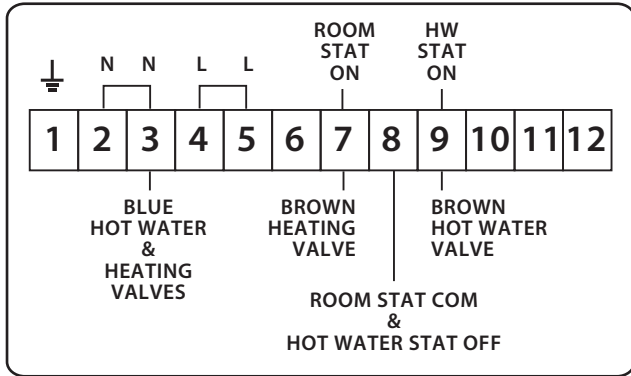 ROOM
STAT
ON
HW
STAT
ON
N N L L
1 2 3 4 5 6 7 8 9 10 11 12
BLUE
HOT WATER
&
HEATING
VALVES
BROWN
HEATING
VALVE
BROWN
HOT WATER
VALVE
ROOM STAT COM
&
HOT WATER STAT OFF